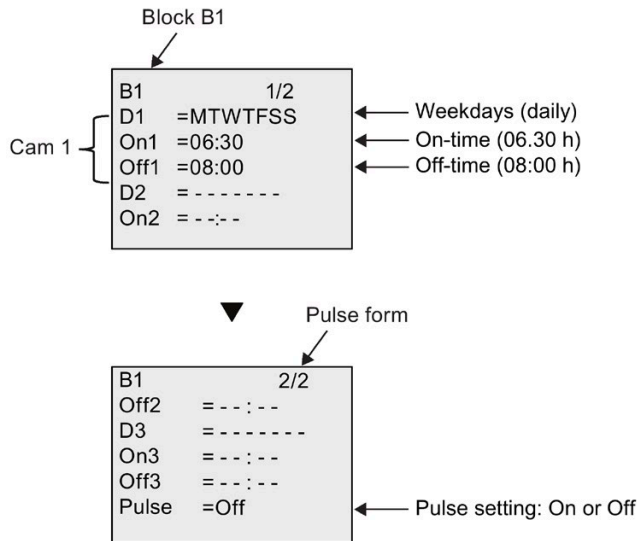 Block B1
B1 1/2
D1 =MTWTFSS
Weekdays (daily)
Cam 1
On1 =06:30
On-time (06.30 h)
Off1 =08:00
Off-time (08:00 h)
D2 = - - - - - - -
On2 = - -:- -
Pulse form
B1 2/2
Off2 = - - : - -
D3 = - - - - - - -
On3 = - - : - -
Off3 = - - : - -
Pulse =Off
Pulse setting: On or Off